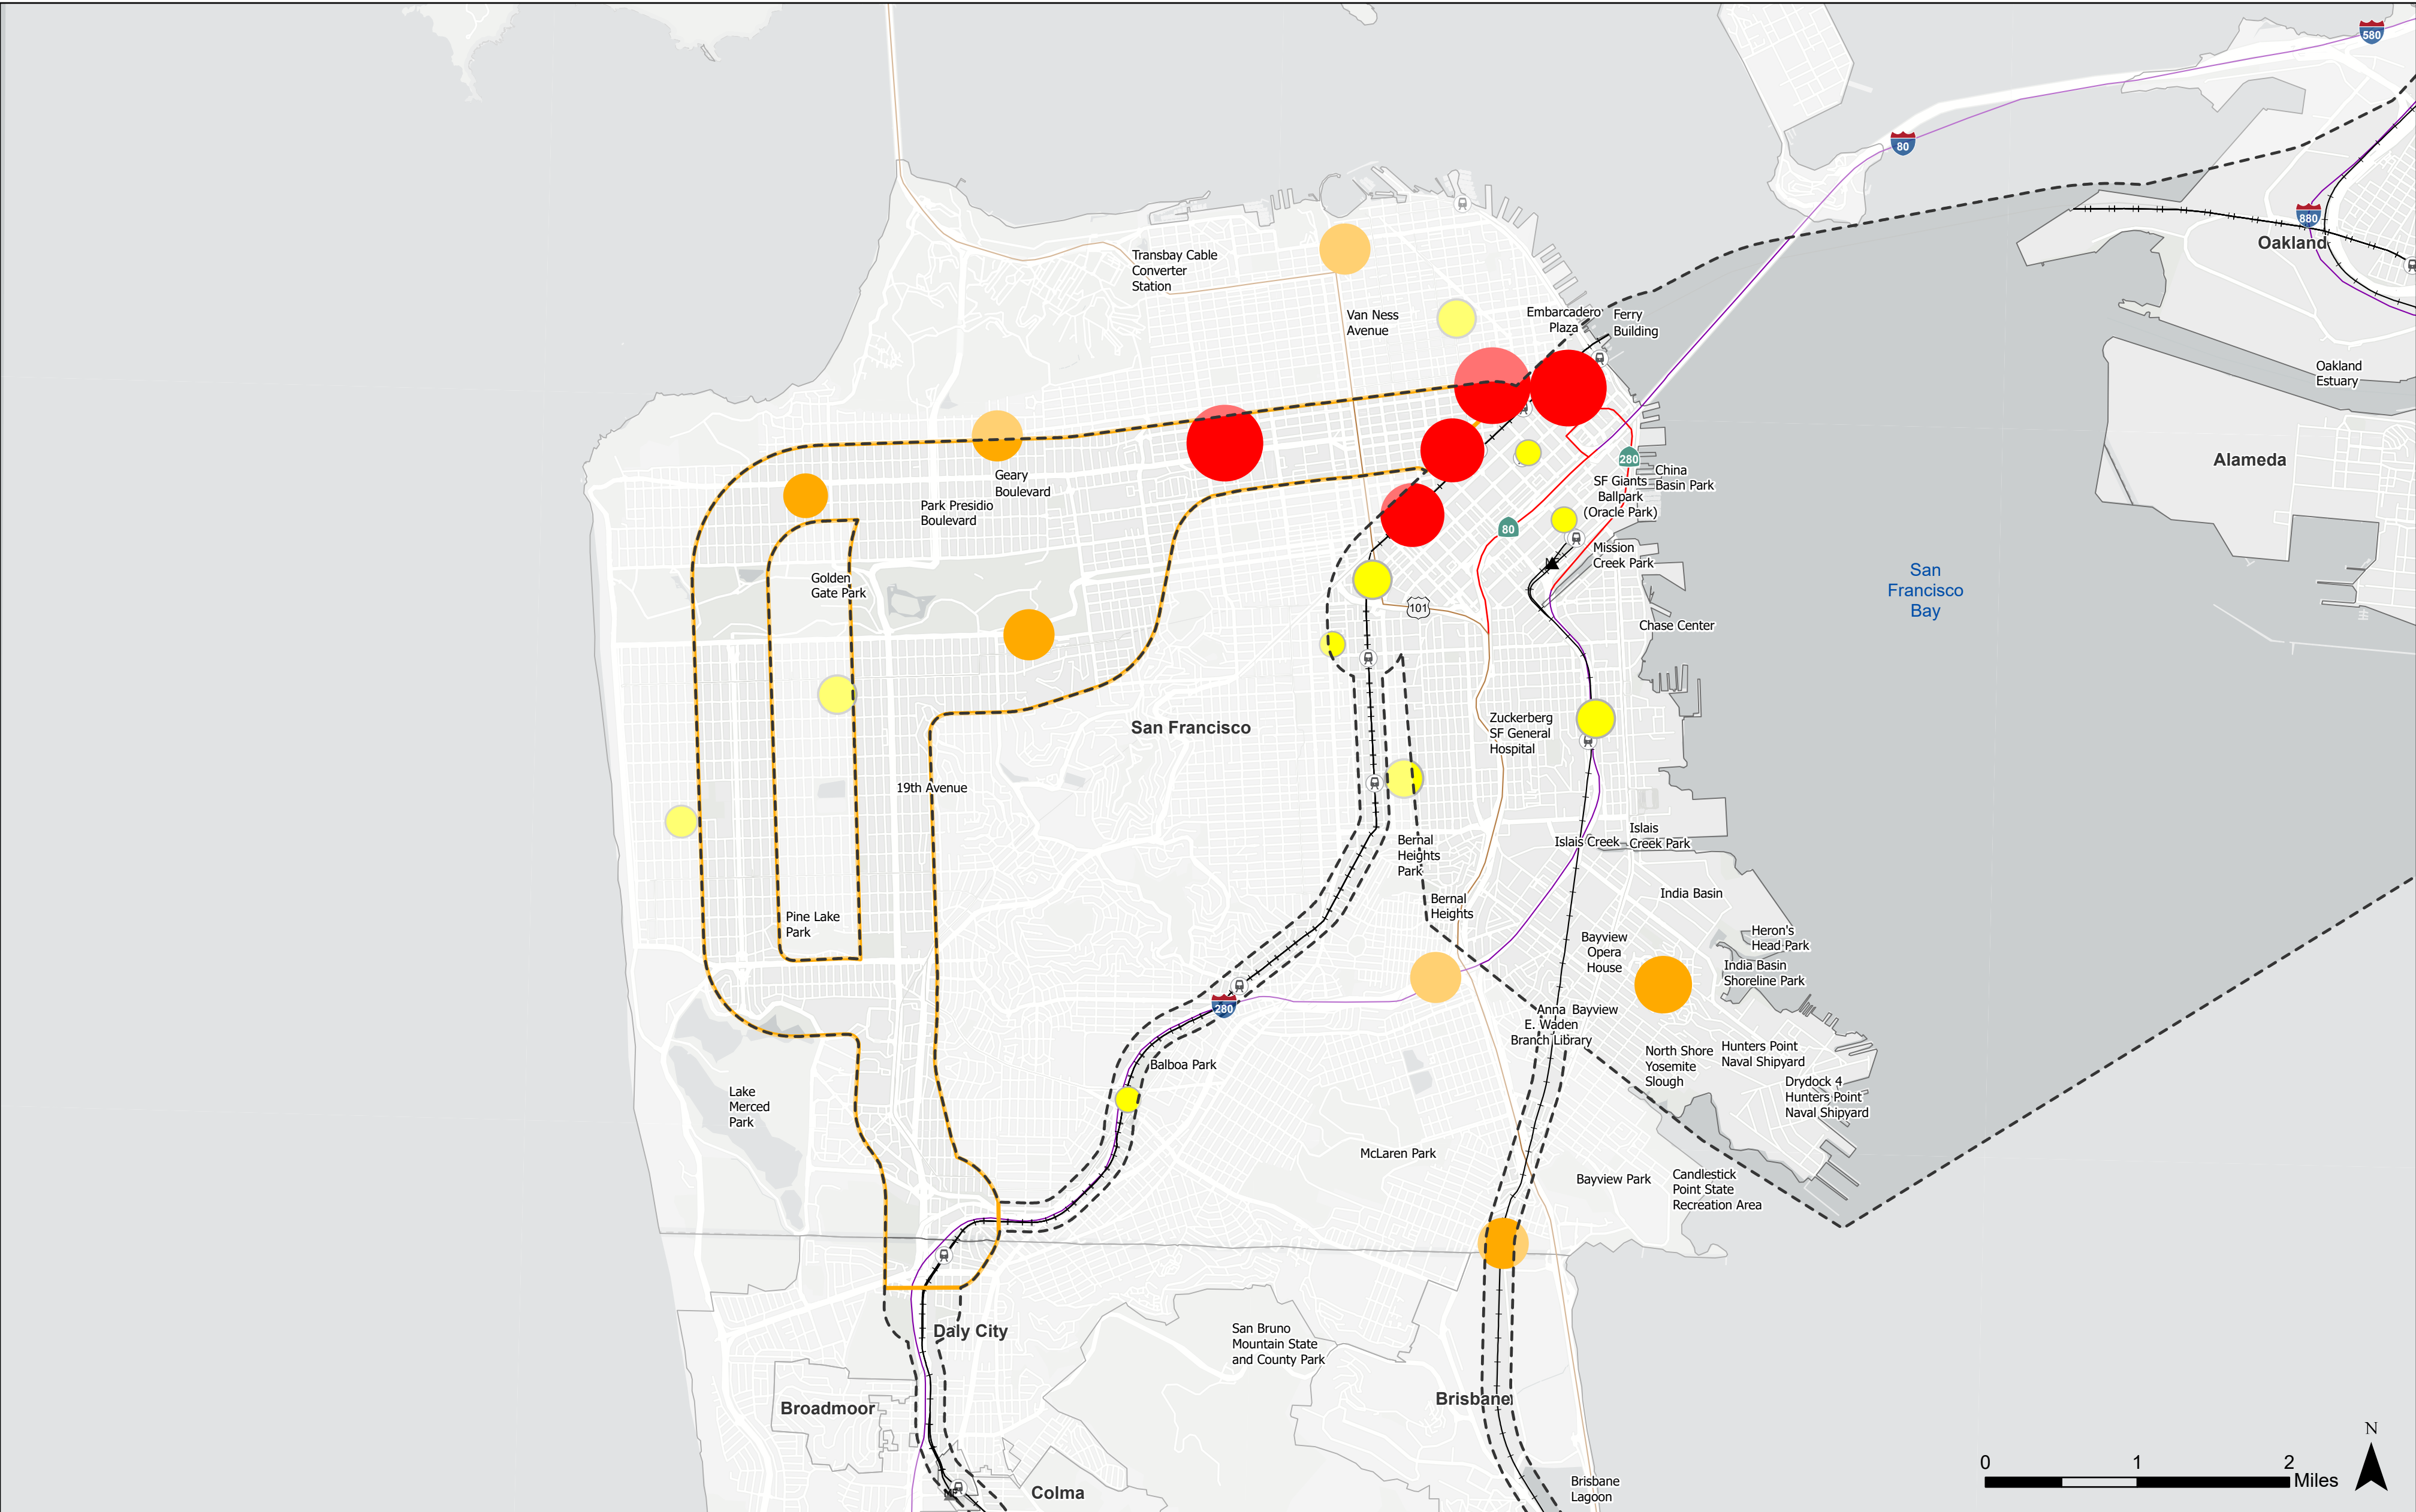 580
80
880
Oakland
Transbay Cable
Converter
Station
Van Ness
Avenue
Embarcadero
Plaza
Ferry
Building
Oakland
Estuary
Alameda
Geary
Boulevard
Park Presidio
Boulevard
280
China
Basin Park
SF Giants
Ballpark
(Oracle Park)
80
Mission
Creek Park
Golden
Gate Park
San
Francisco
Bay
101
Chase Center
San Francisco
Zuckerberg
SF General
Hospital
19th Avenue
Bernal
Heights
Park
Islais Creek
Islais
Creek Park
India Basin
Bernal
Heights
Pine Lake
Park
Bayview
Opera
House
Heron's
Head Park
India Basin
Shoreline Park
280
Anna
E. Waden
Branch Library
Bayview
Balboa Park
North Shore
Yosemite
Slough
Hunters Point
Naval Shipyard
Drydock 4
Hunters Point
Naval Shipyard
Lake
Merced
Park
McLaren Park
Bayview Park
Candlestick
Point State
Recreation Area
Daly City
San Bruno
Mountain State
and County Park
Broadmoor
Brisbane
Colma
Brisbane
Lagoon
N
0 1 2
Miles